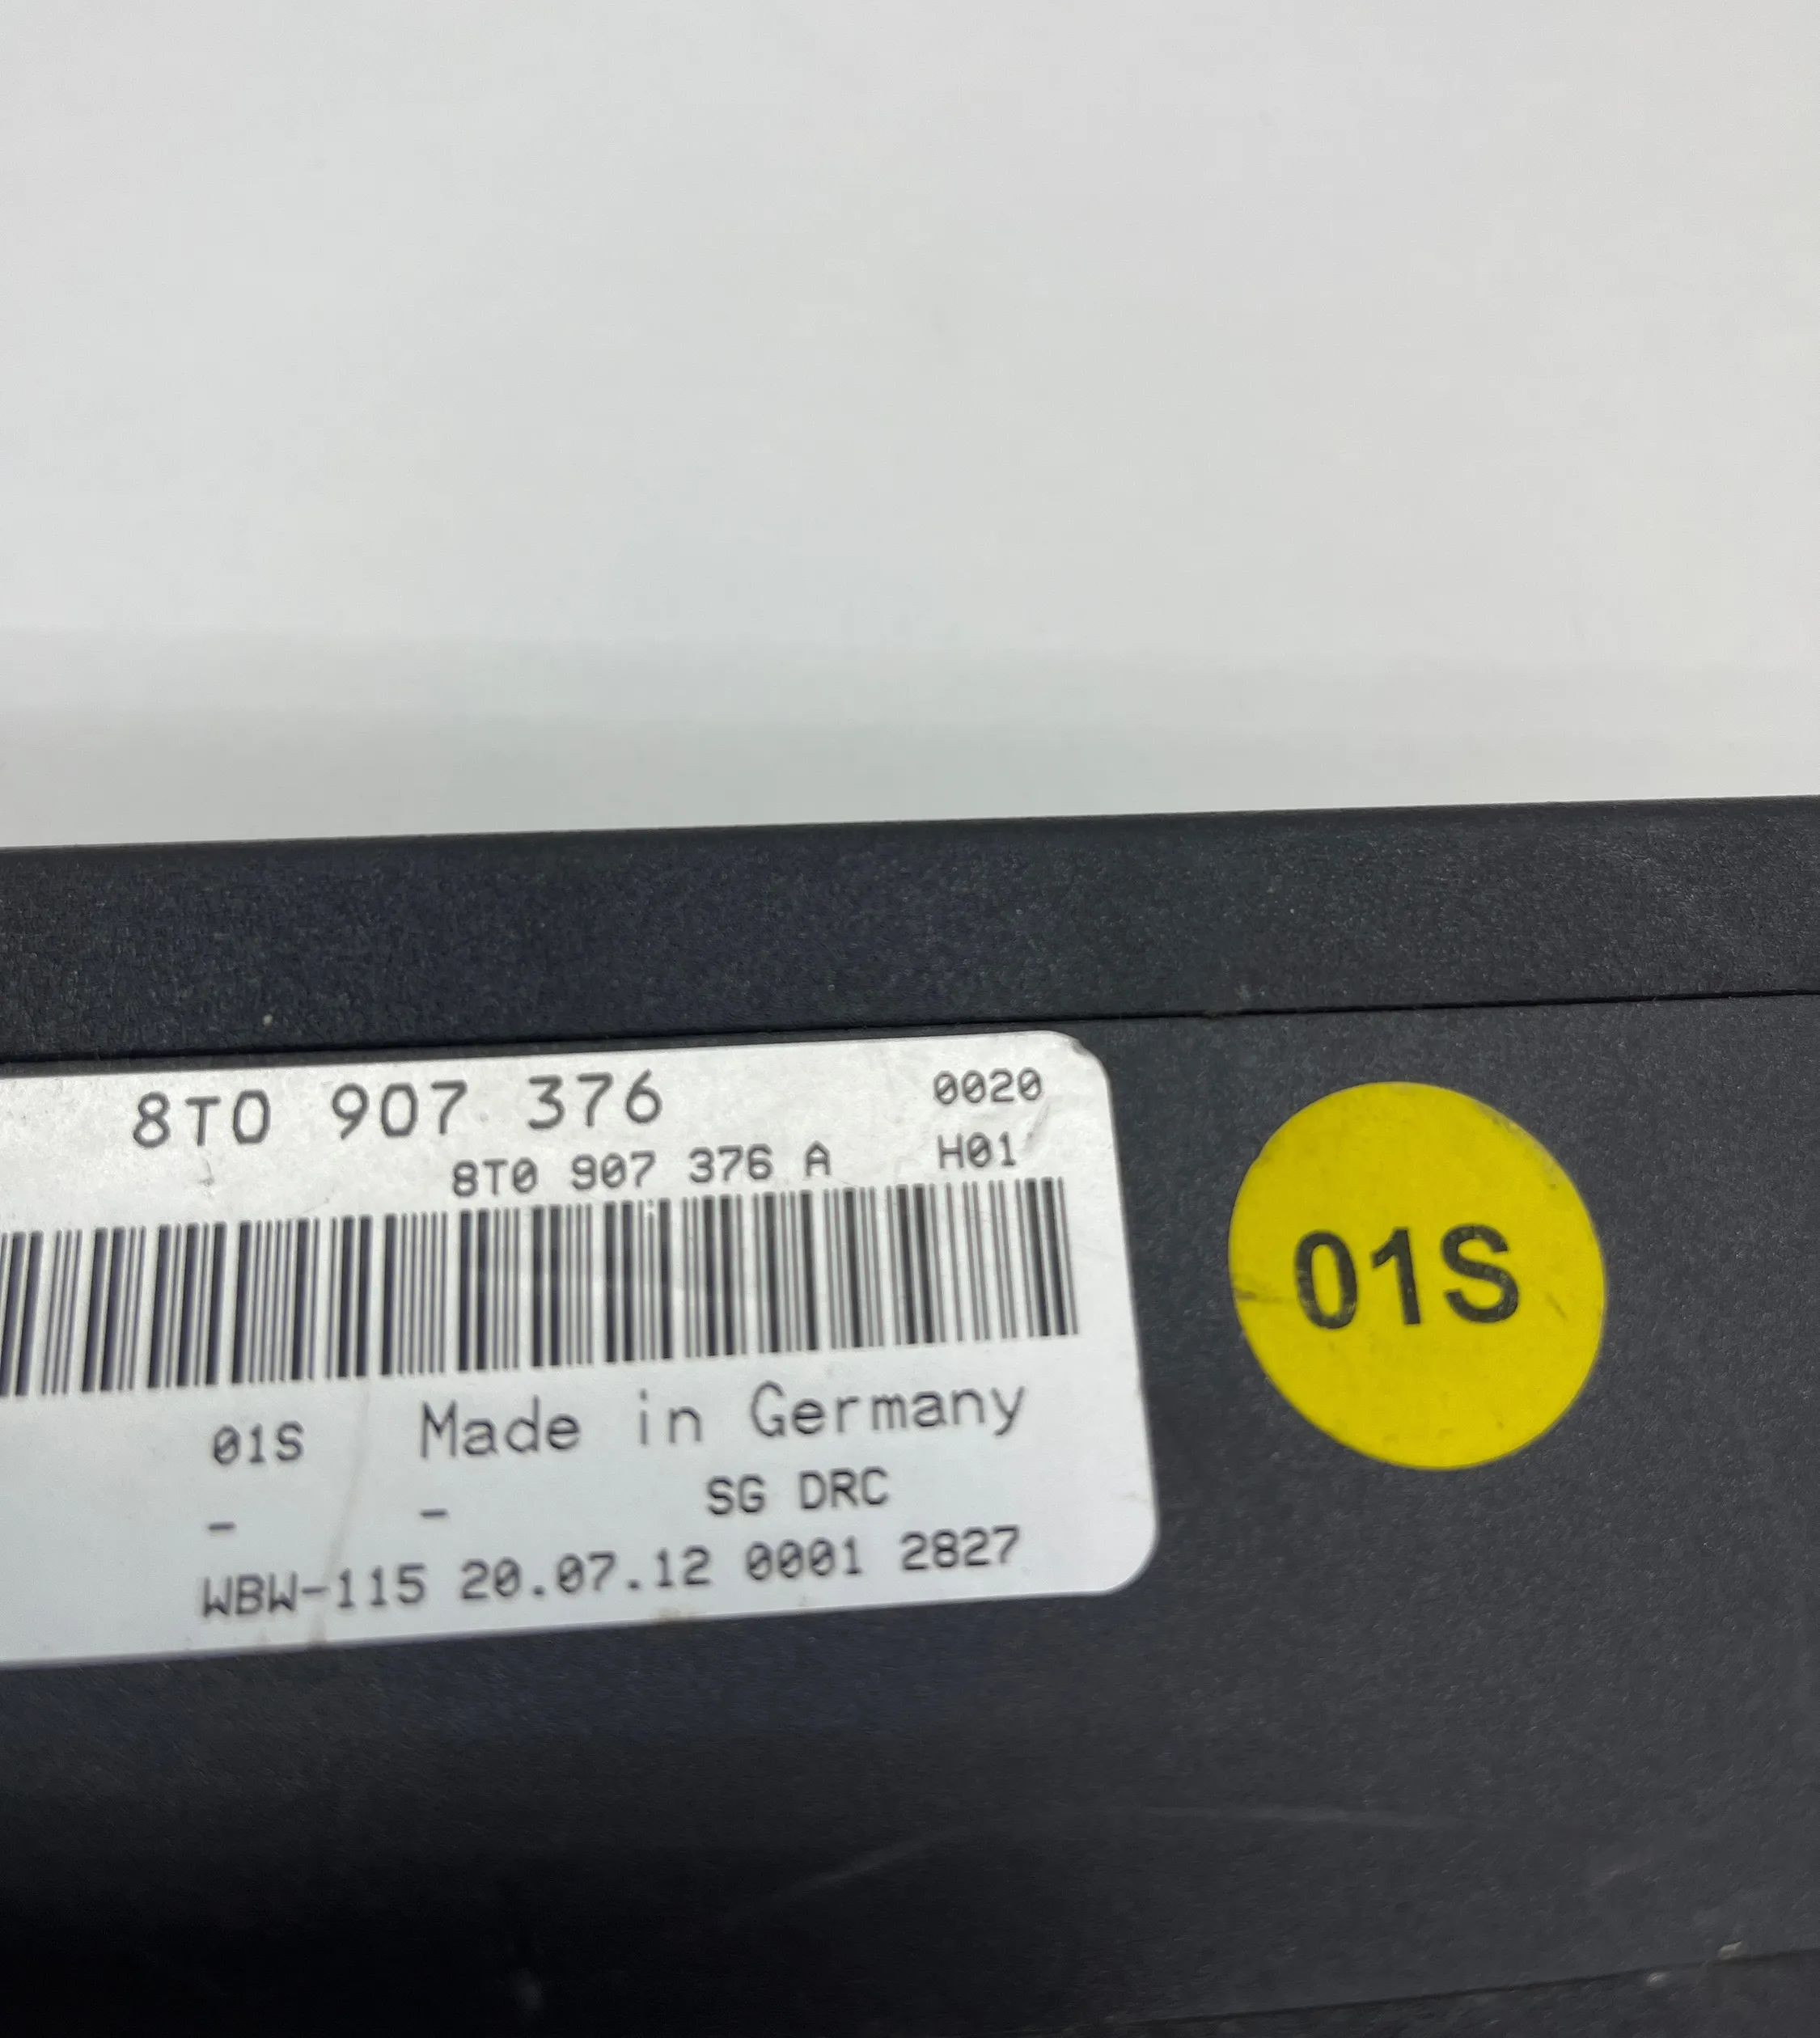 8T0 907 376 0020
8T0 907 376 A H01
01S Made in Germany
- - SG DRC
WBW-115 20.07.12 0001 2827
01S